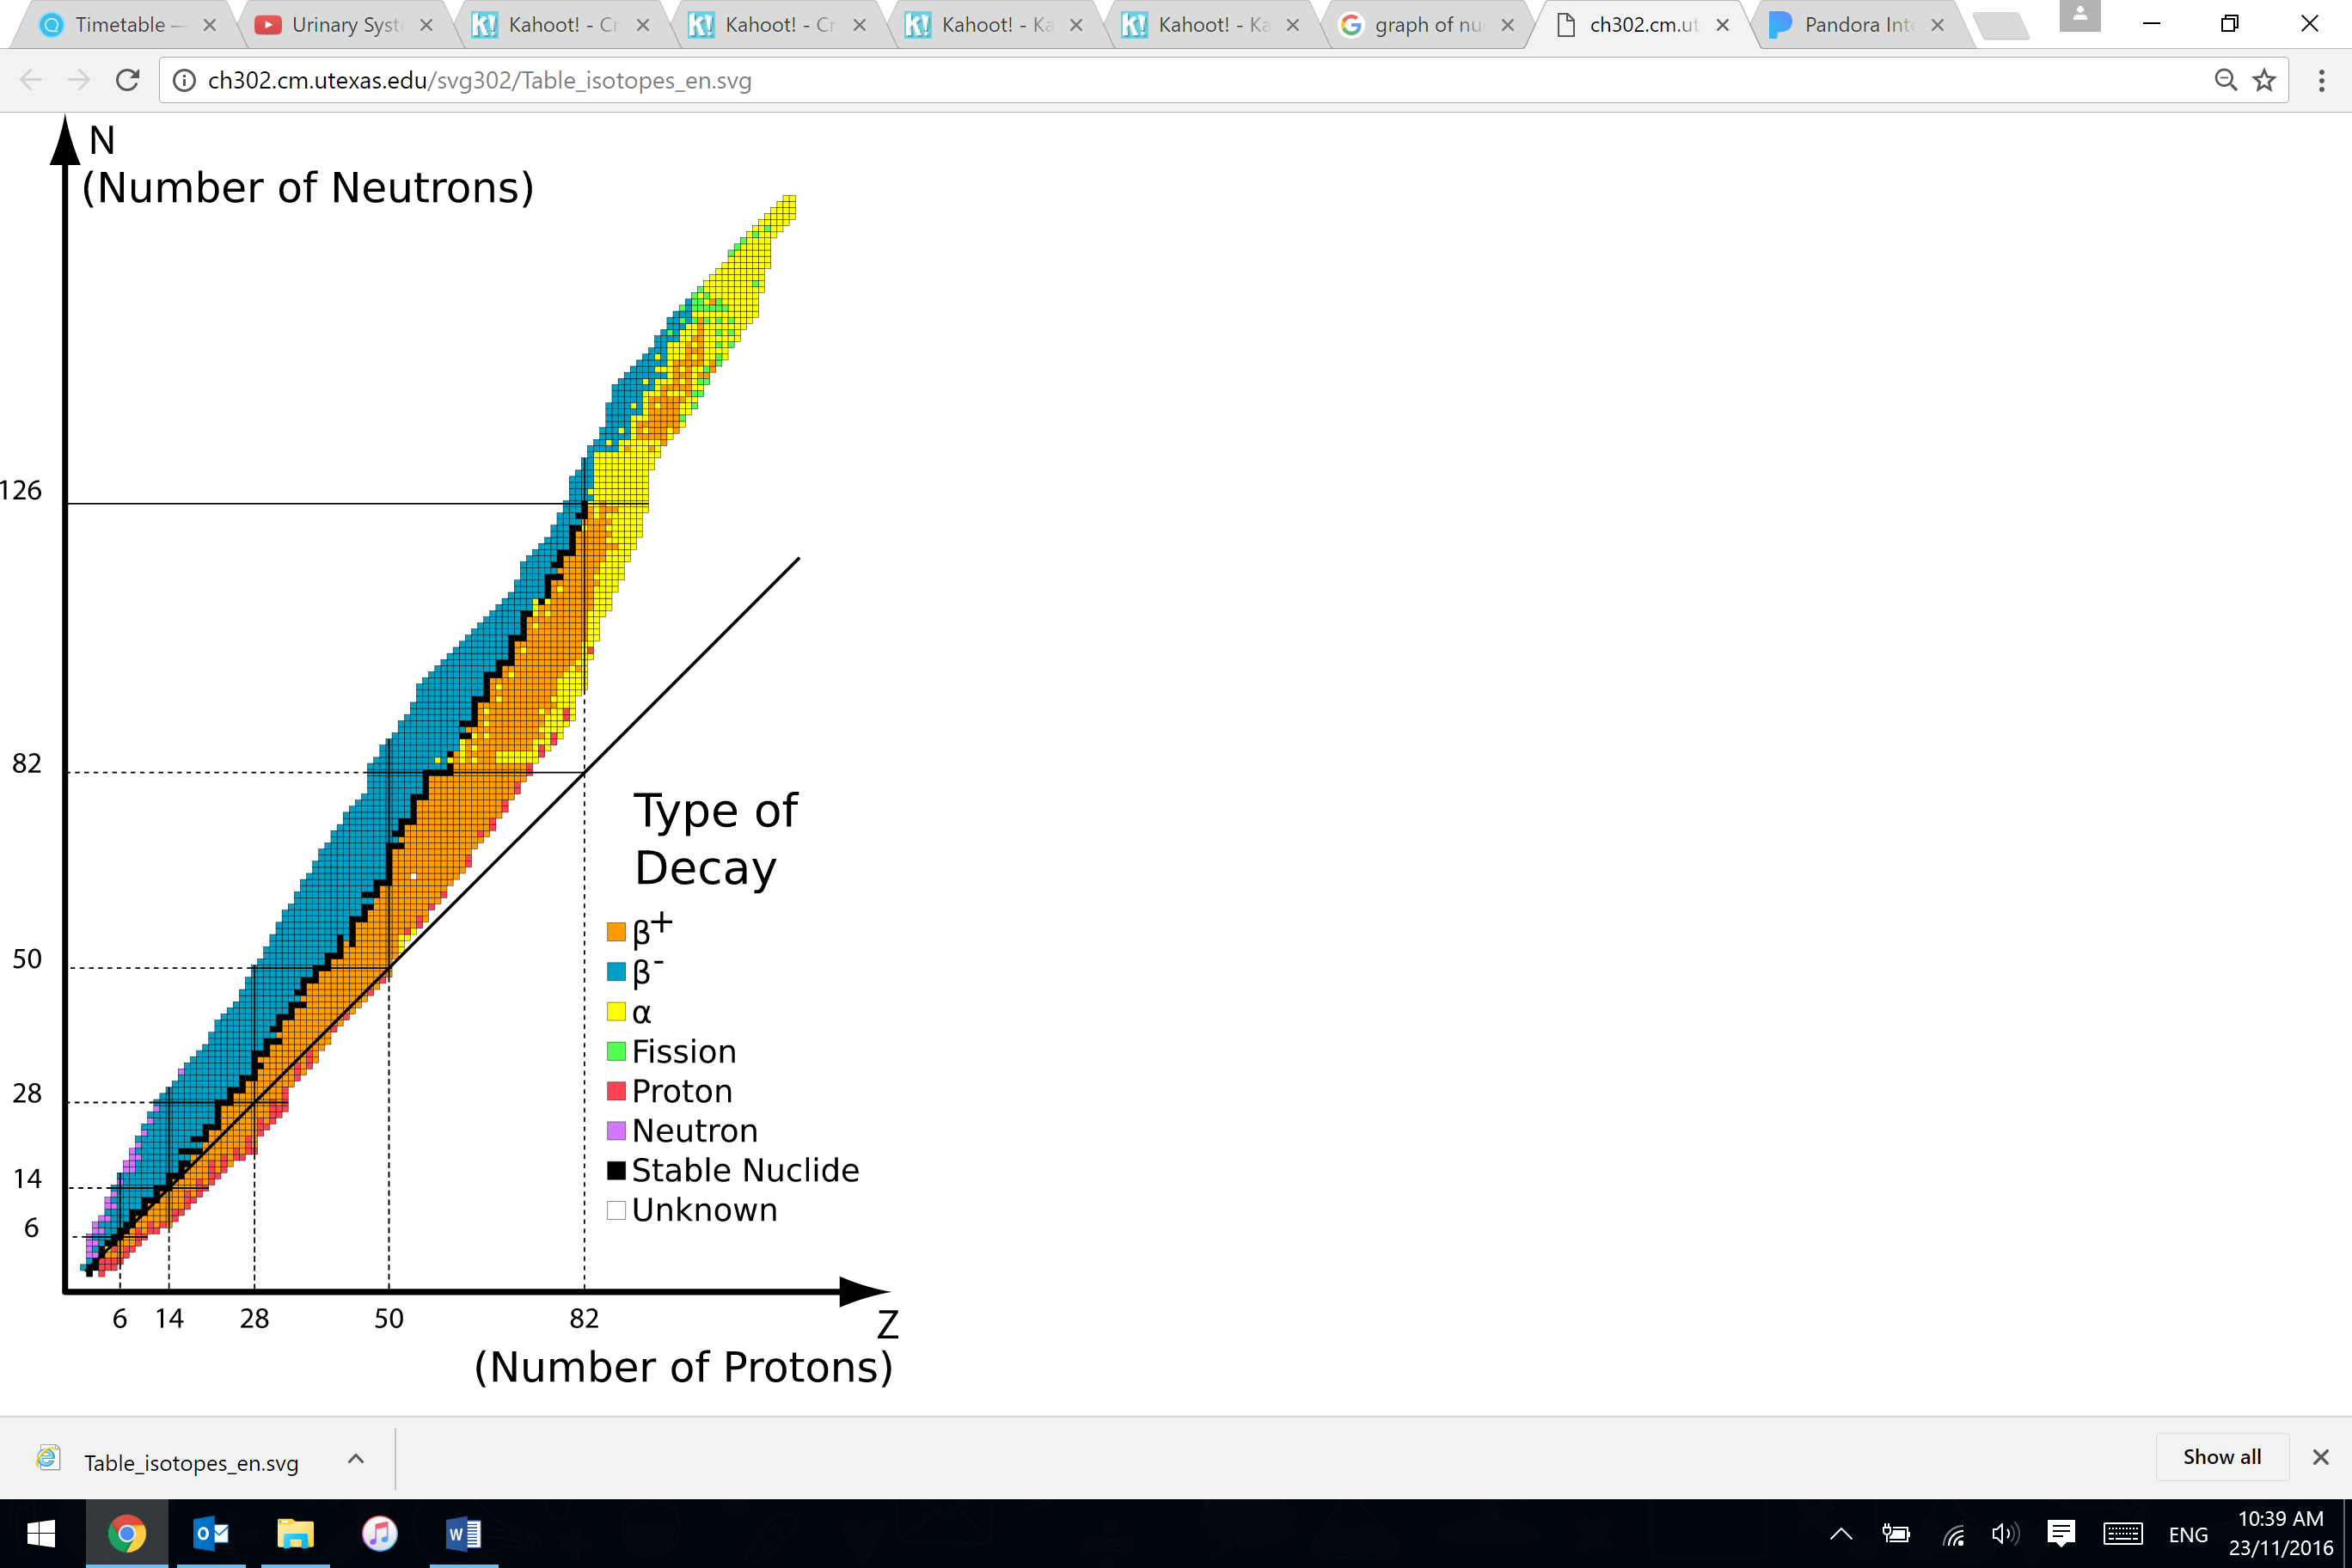 Timetable —
Urinary Syst
K! Kahoot! - Cr
K! Kahoot! - Cr
K! Kahoot! - Ka
K! Kahoot! - Ka
graph of nu
ch302.cm.ut
Pandora Inte
ch302.cm.utexas.edu/svg302/Table_isotopes_en.svg
N
(Number of Neutrons)
126
82
50
28
14
6
Type of
Decay
β+
β-
α
Fission
Proton
Neutron
Stable Nuclide
Unknown
6 14 28 50 82
Z
(Number of Protons)
Table_isotopes_en.svg
Show all
ENG
10:39 AM
23/11/2016